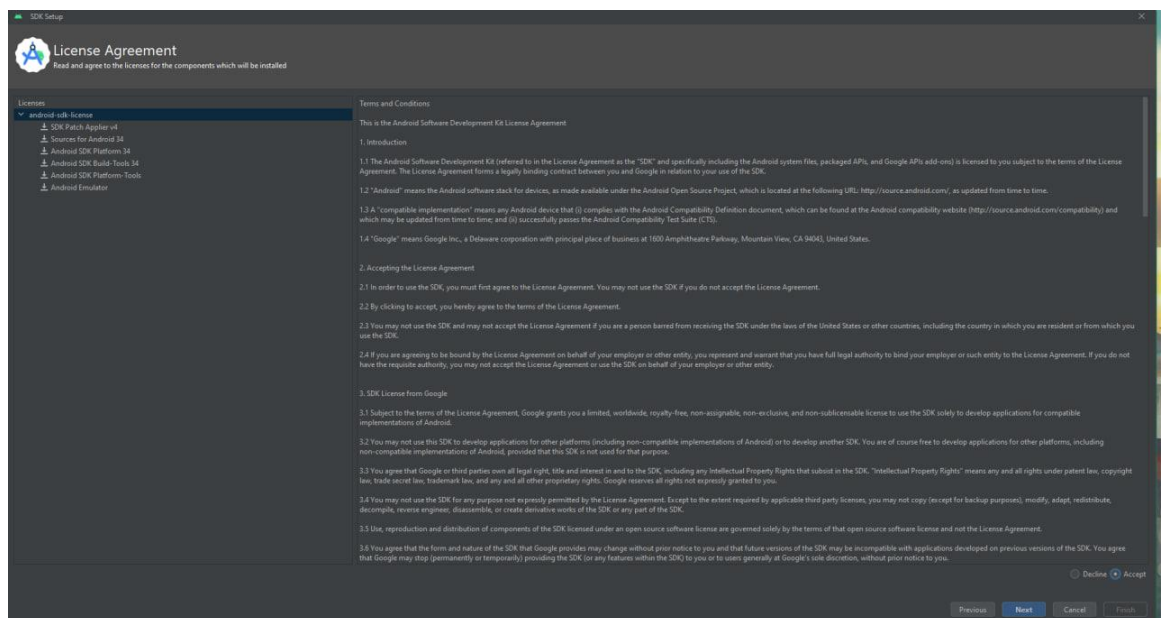 SDK Setup
License Agreement
Read and agree to the licenses for the components which will be installed
Licenses
android-sdk-license
SDK Patch Applier v4
Sources for Android 34
Android SDK Platform 34
Android SDK Build-Tools 34
Android SDK Platform-Tools
Android Emulator
Terms and Conditions
This is the Android Software Development Kit License Agreement
1. Introduction
1.1 The Android Software Development Kit (referred to in the License Agreement as the "SDK" and specifically including the Android system files, packaged APIs, and Google APIs add-ons) is licensed to you subject to the terms of the License
Agreement. The License Agreement forms a legally binding contract between you and Google in relation to your use of the SDK.
1.2 "Android" means the Android software stack for devices, as made available under the Android Open Source Project, which is located at the following URL: http://source.android.com/, as updated from time to time.
1.3 A "compatible implementation" means any Android device that (i) complies with the Android Compatibility Definition document, which can be found at the Android compatibility website (http://source.android.com/compatibility) and
which may be updated from time to time; and (ii) successfully passes the Android Compatibility Test Suite (CTS).
1.4 "Google" means Google Inc., a Delaware corporation with principal place of business at 1600 Amphitheatre Parkway, Mountain View, CA 94043, United States.
2. Accepting the License Agreement
2.1 In order to use the SDK, you must first agree to the License Agreement. You may not use the SDK if you do not accept the License Agreement.
2.2 By clicking to accept, you hereby agree to the terms of the License Agreement.
2.3 You may not use the SDK and may not accept the License Agreement if you are a person barred from receiving the SDK under the laws of the United States or other countries, including the country in which you are resident or from which you
use the SDK.
2.4 If you are agreeing to be bound by the License Agreement on behalf of your employer or other entity, you represent and warrant that you have full legal authority to bind your employer or such entity to the License Agreement. If you do not
have the requisite authority, you may not accept the License Agreement or use the SDK on behalf of your employer or other entity.
3. SDK License from Google
3.1 Subject to the terms of the License Agreement, Google grants you a limited, worldwide, royalty-free, non-assignable, non-exclusive, and non-sublicensable license to use the SDK solely to develop applications for compatible
implementations of Android.
3.2 You may not use this SDK to develop applications for other platforms (including non-compatible implementations of Android) or to develop another SDK. You are of course free to develop applications for other platforms, including
non-compatible implementations of Android, provided that this SDK is not used for that purpose.
3.3 You agree that Google or third parties own all legal right, title and interest in and to the SDK, including any Intellectual Property Rights that subsist in the SDK. "Intellectual Property Rights" means any and all rights under patent law, copyright
law, trade secret law, trademark law, and any and all other proprietary rights. Google reserves all rights not expressly granted to you.
3.4 You may not use the SDK for any purpose not expressly permitted by the License Agreement. Except to the extent required by applicable third party licenses, you may not copy (except for backup purposes), modify, adapt, redistribute,
decompile, reverse engineer, disassemble, or create derivative works of the SDK or any part of the SDK.
3.5 Use, reproduction and distribution of components of the SDK licensed under an open source software license are governed solely by the terms of that open source software license and not the License Agreement.
3.6 You agree that the form and nature of the SDK that Google provides may change without prior notice to you and that future versions of the SDK may be incompatible with applications developed on previous versions of the SDK. You agree
that Google may stop (permanently or temporarily) providing the SDK (or any features within the SDK) to you or to users generally at Google's sole discretion, without prior notice to you.
Decline Accept
Previous Next Cancel Finish